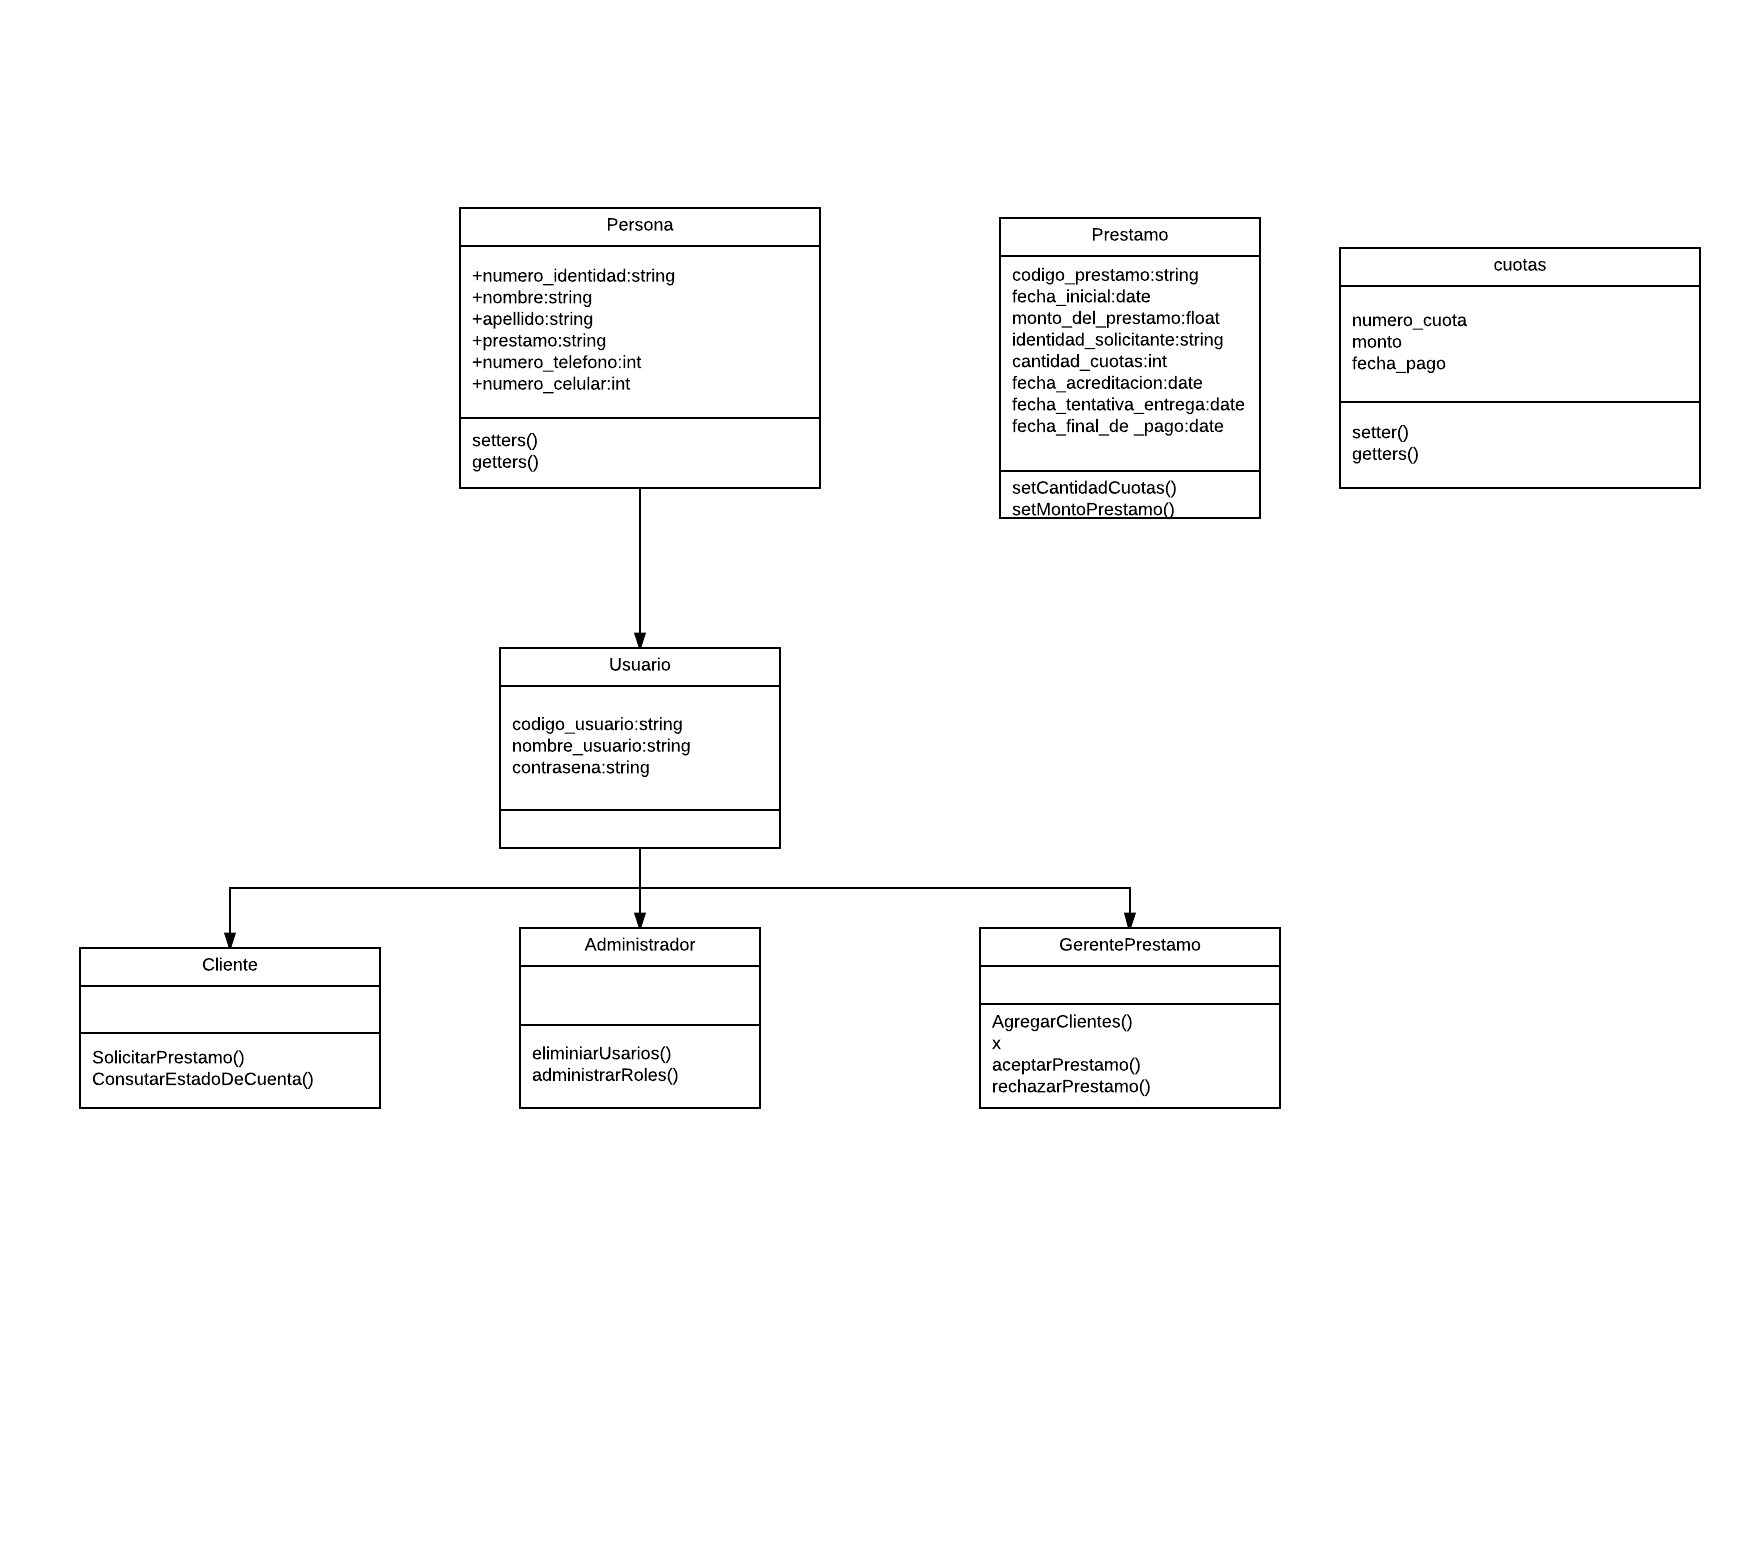 Persona
+numero_identidad:string
+nombre:string
+apellido:string
+prestamo:string
+numero_telefono:int
+numero_celular:int
setters()
getters()
Prestamo
codigo_prestamo:string
fecha_inicial:date
monto_del_prestamo:float
identidad_solicitante:string
cantidad_cuotas:int
fecha_acreditacion:date
fecha_tentativa_entrega:date
fecha_final_de _pago:date
setCantidadCuotas()
setMontoPrestamo()
cuotas
numero_cuota
monto
fecha_pago
setter()
getters()
Usuario
codigo_usuario:string
nombre_usuario:string
contrasena:string
Cliente
SolicitarPrestamo()
ConsutarEstadoDeCuenta()
Administrador
eliminiarUsarios()
administrarRoles()
GerentePrestamo
AgregarClientes()
x
aceptarPrestamo()
rechazarPrestamo()